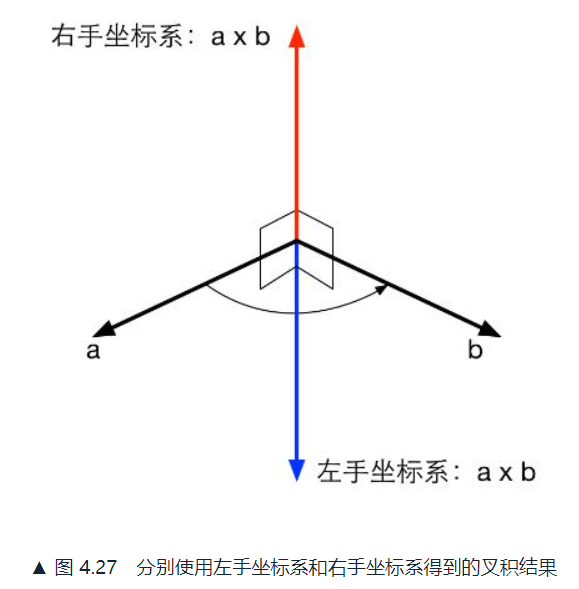 右手坐标系：a x b
a
b
左手坐标系：a x b
▲ 图 4.27 分别使用左手坐标系和右手坐标系得到的叉积结果